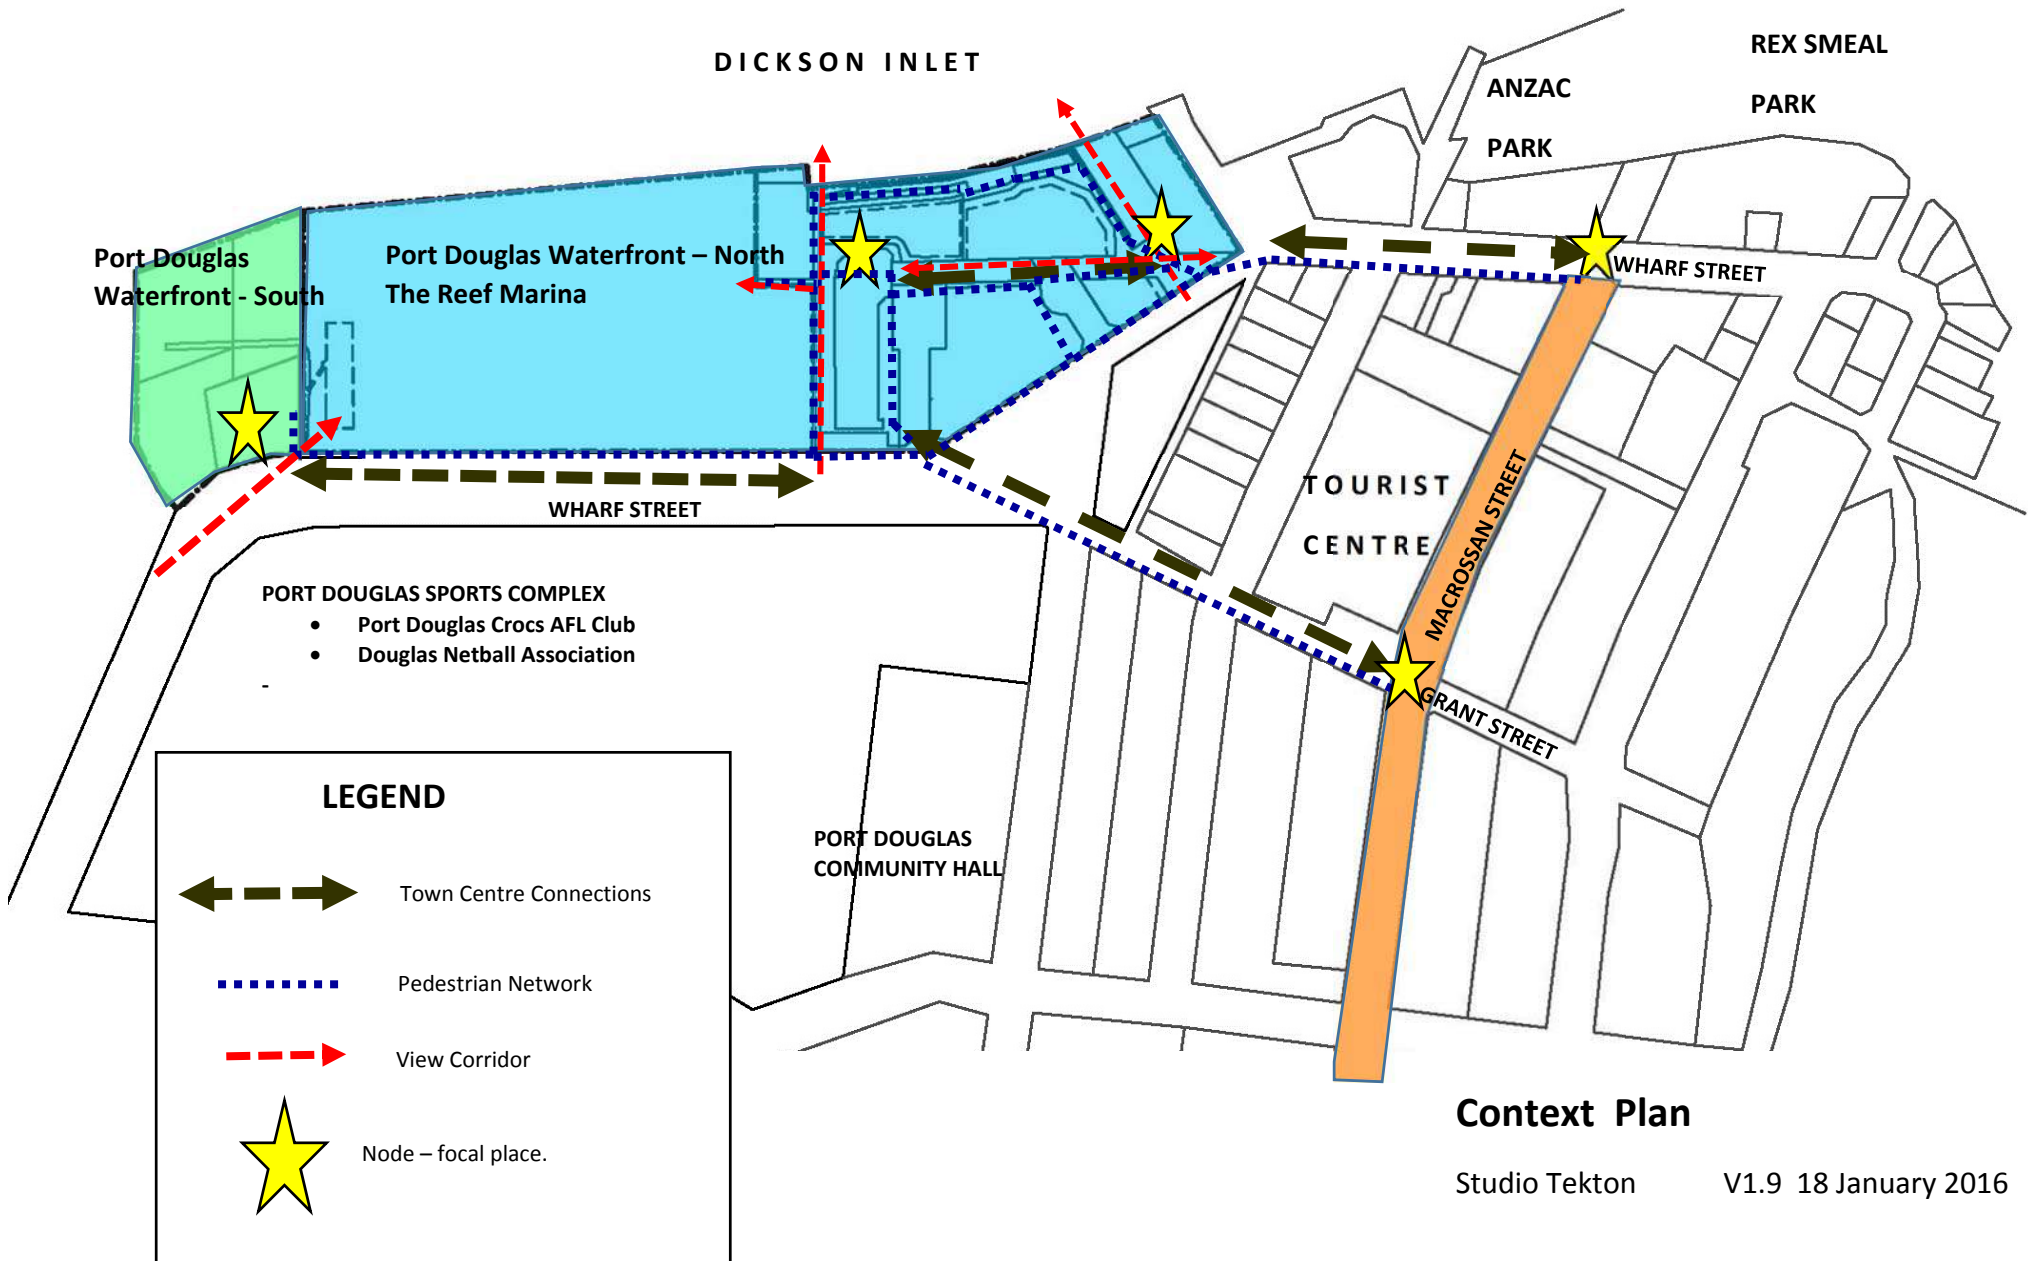 DICKSON INLET
REX SMEAL
PARK
ANZAC
PARK
Port Douglas
Waterfront - South
Port Douglas Waterfront – North
The Reef Marina
WHARF STREET
WHARF STREET
TOURIST
CENTRE
MACROSSAN STREET
GRANT STREET
PORT DOUGLAS SPORTS COMPLEX
• Port Douglas Crocs AFL Club
• Douglas Netball Association
-
PORT DOUGLAS
COMMUNITY HALL
LEGEND
Town Centre Connections
Pedestrian Network
View Corridor
Node – focal place.
Context Plan
Studio Tekton V1.9 18 January 2016